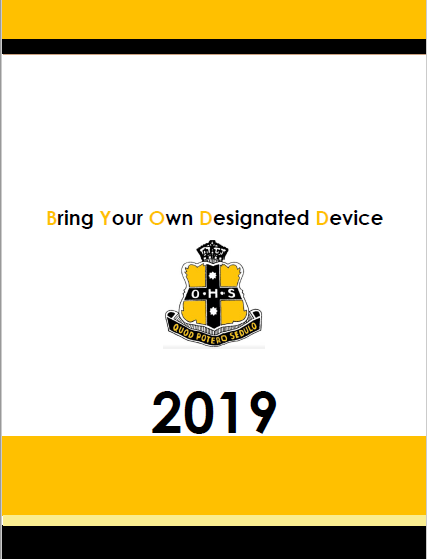 Bring Your Own Designated Device
O·H·S
QUOD POTERO SEDULO
2019